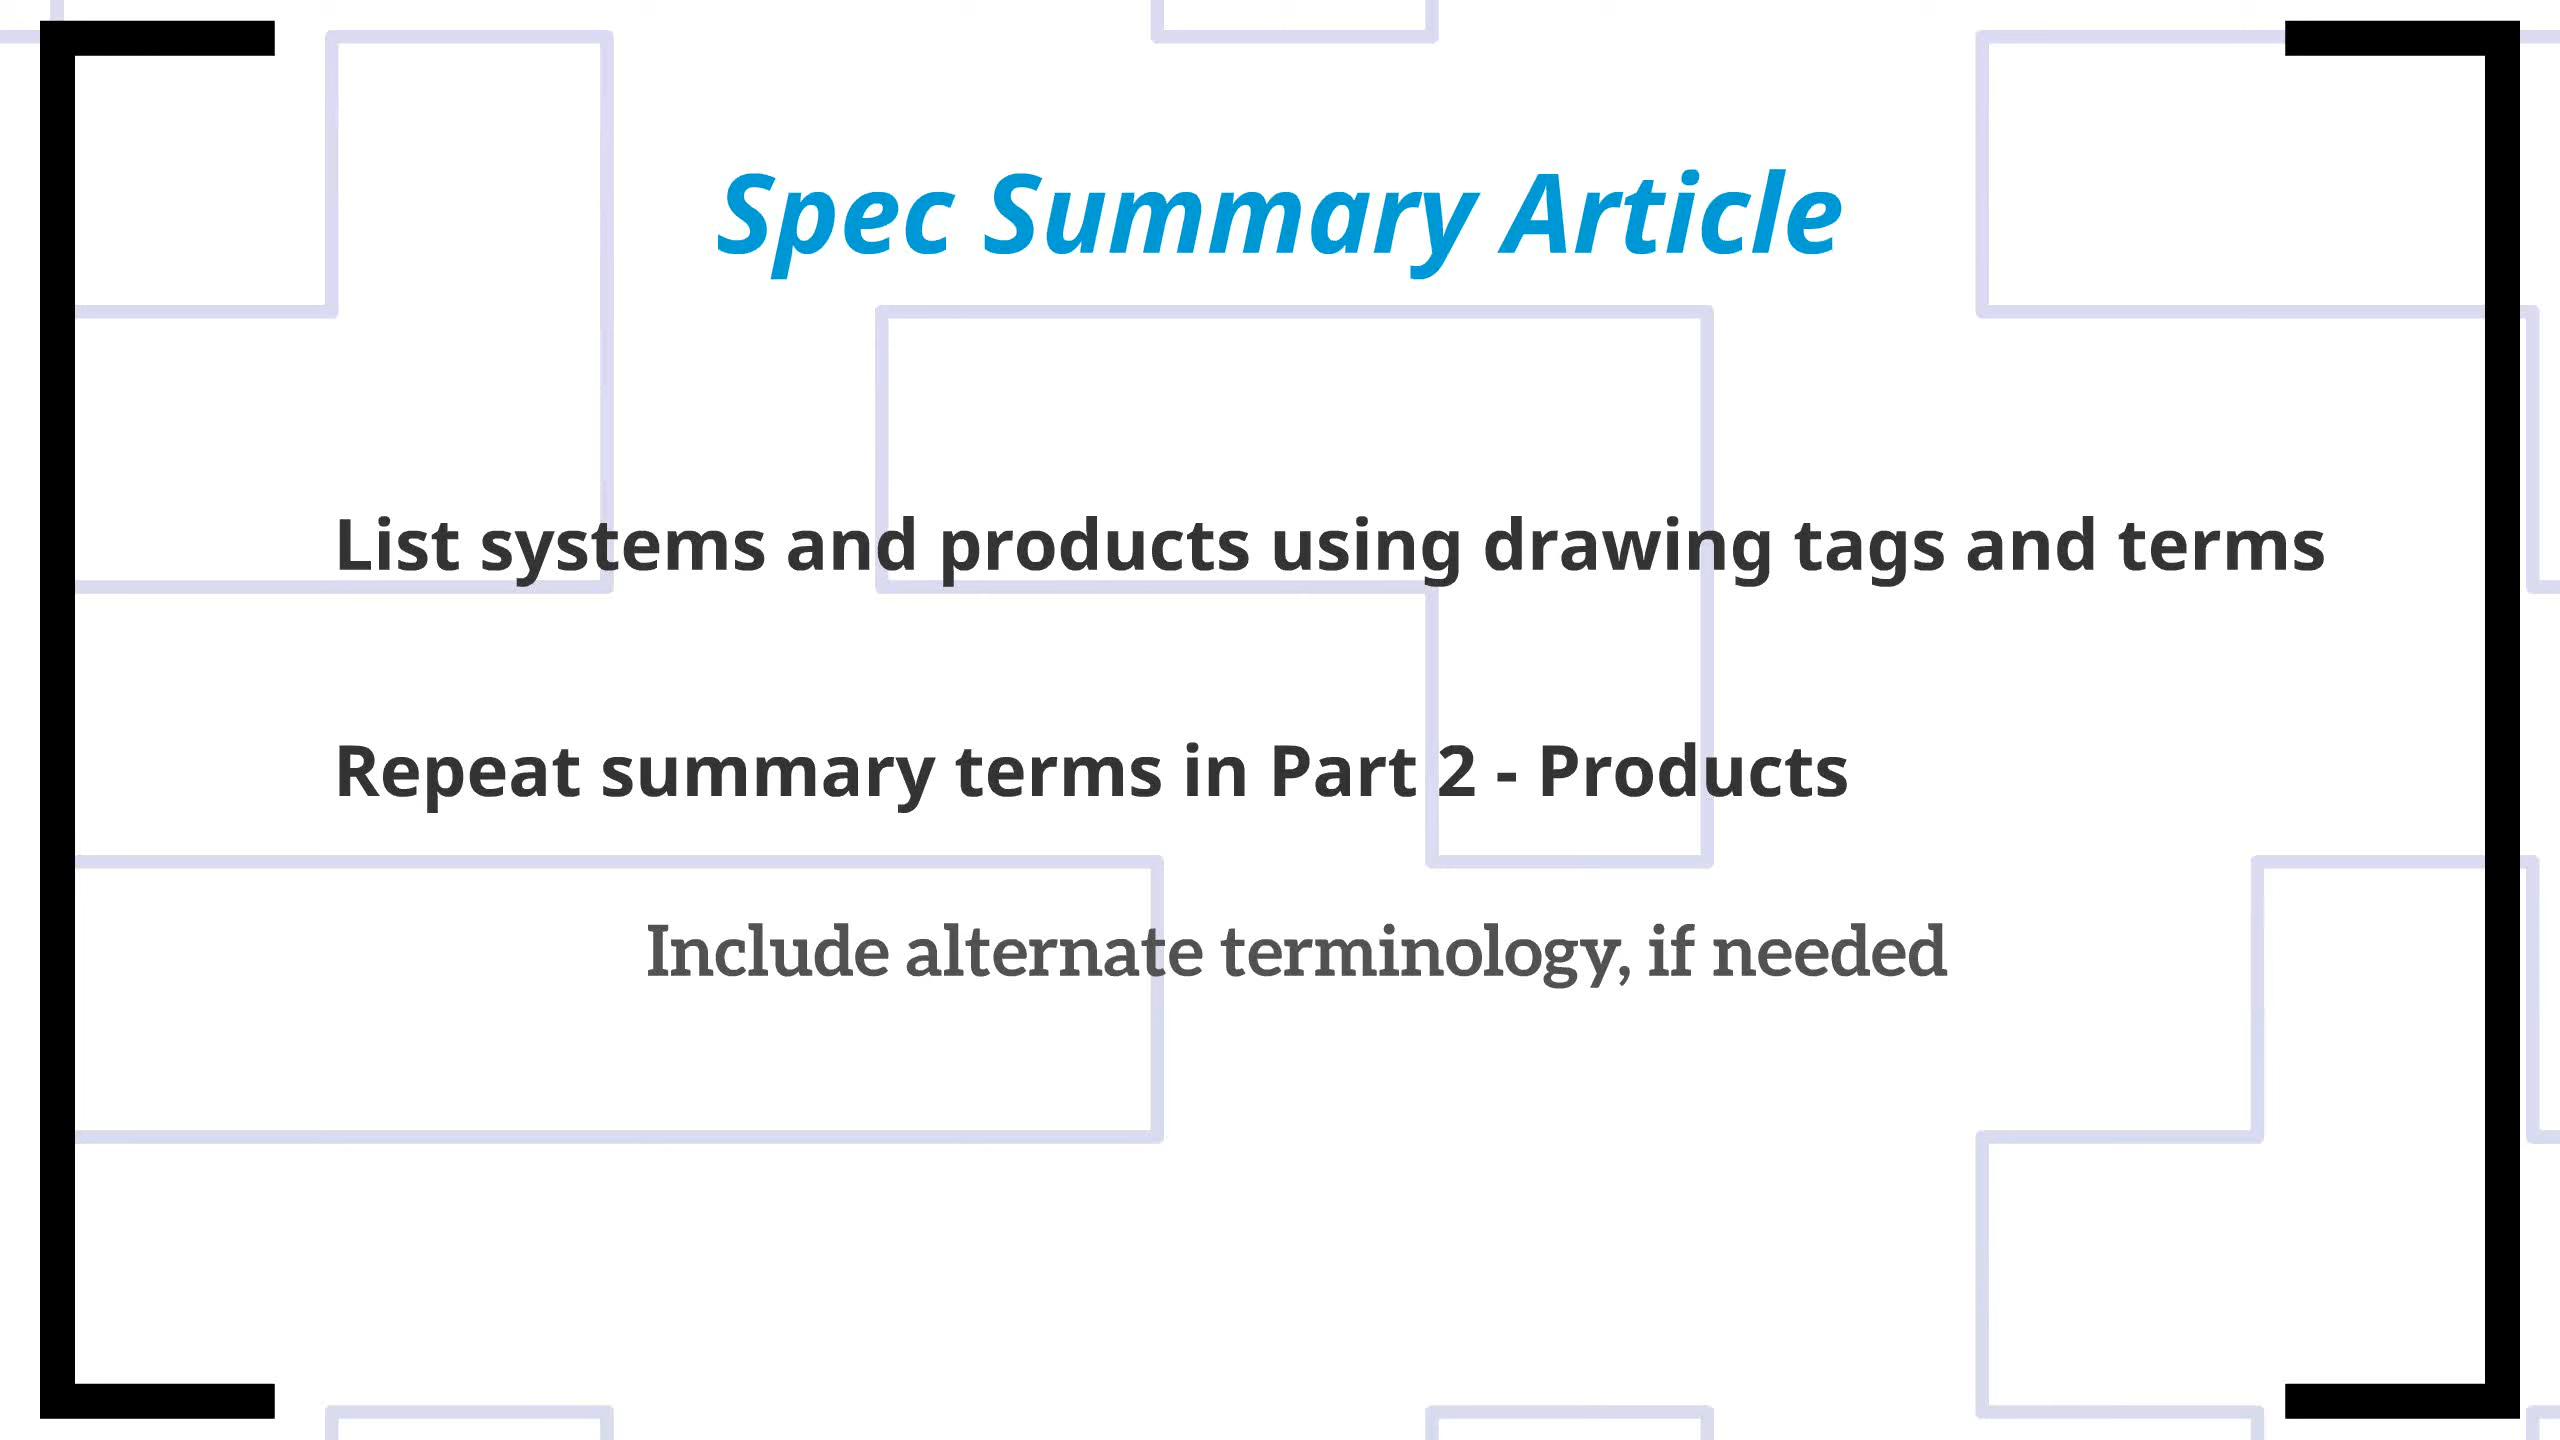 Spec Summary Article
List systems and products using drawing tags and terms
Repeat summary terms in Part 2 - Products
Include alternate terminology, if needed